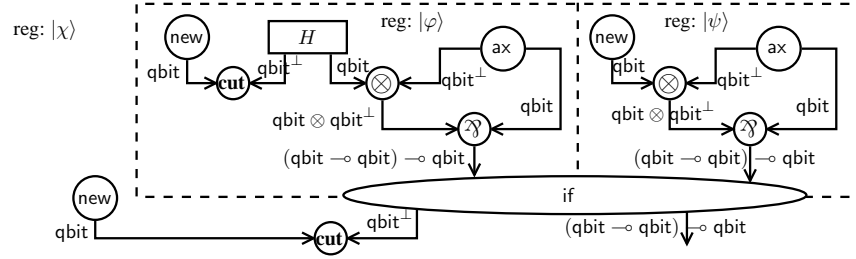 reg: |χ⟩
new
H
reg: |φ⟩
ax
new
reg: |ψ⟩
ax
qbit
cut
qbit⊥
qbit
⊗
qbit⊥
qbit
⊗
qbit⊥
qbit ⊗ qbit⊥
qbit
qbit ⊗ qbit⊥
qbit
⅋
⅋
(qbit ⊸ qbit) ⊸ qbit
(qbit ⊸ qbit) ⊸ qbit
new
if
qbit
cut
qbit⊥
(qbit ⊸ qbit) ⊸ qbit